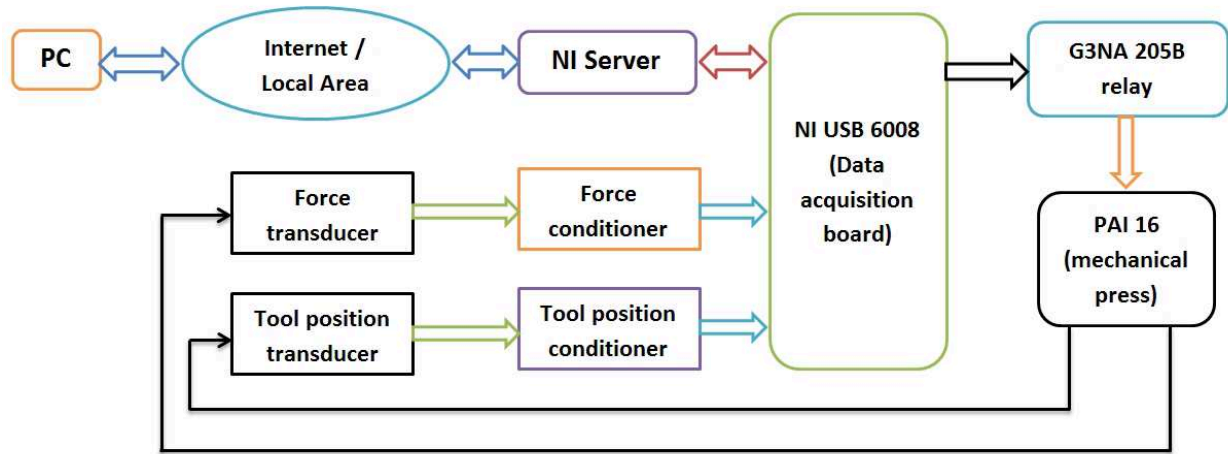 PC
Internet /
Local Area
NI Server
NI USB 6008
(Data
acquisition
board)
G3NA 205B
relay
Force
transducer
Force
conditioner
PAI 16
(mechanical
press)
Tool position
transducer
Tool position
conditioner